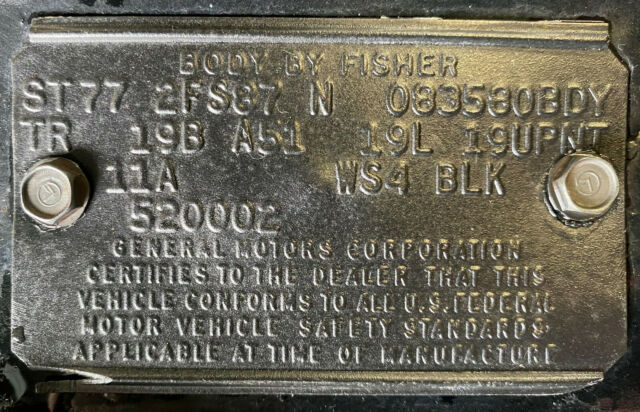 BODY BY FISHER
ST77 2FS87 N 083580BDY
TR 19B A51 19L 19UPNT
11A WS4 BLK
520002
GENERAL MOTORS CORPORATION
CERTIFIES TO THE DEALER THAT THIS
VEHICLE CONFORMS TO ALL U.S. FEDERAL
MOTOR VEHICLE SAFETY STANDARDS
APPLICABLE AT TIME OF MANUFACTURE